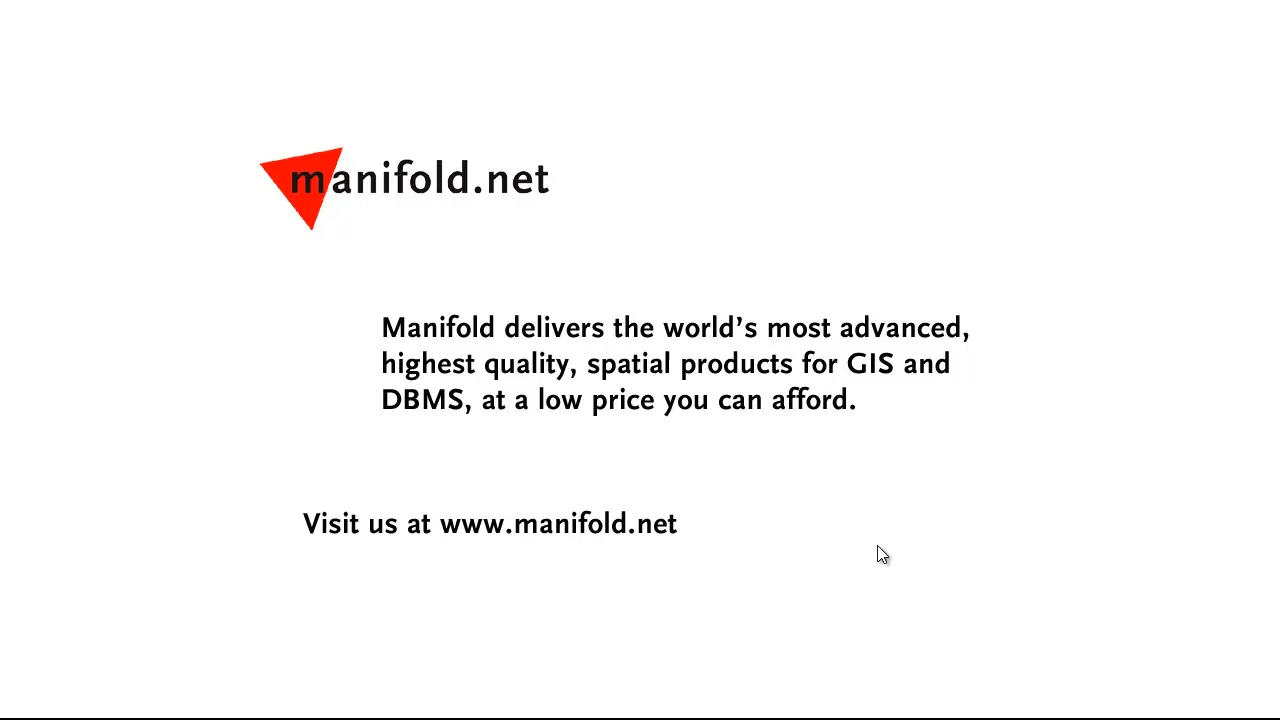 manifold.net
Manifold delivers the world’s most advanced,
highest quality, spatial products for GIS and
DBMS, at a low price you can afford.
Visit us at www.manifold.net